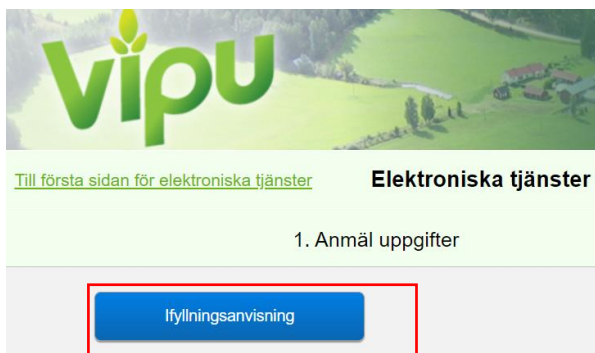 Vipu
Till första sidan för elektroniska tjänster
Elektroniska tjänster
1. Anmäl uppgifter
Ifyllningsanvisning